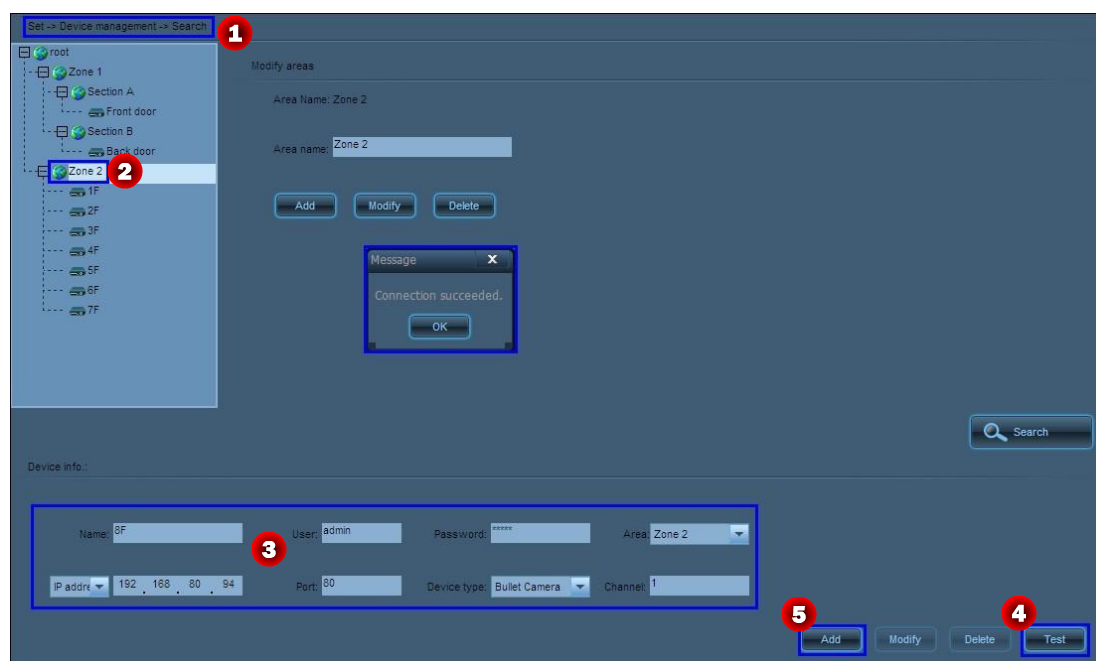 Set -> Device management -> Search
1
root
Zone 1
Section A
Front door
Section B
Back door
Zone 2
2
1F
2F
3F
4F
5F
6F
7F
Modify areas
Area Name: Zone 2
Area name: Zone 2
Add Modify Delete
Message X
Connection succeeded.
OK
Search
Device info.:
Name: 8F User: admin Password: ***** Area: Zone 2
3
IP addre 192 . 168 . 80 . 94 Port: 80 Device type: Bullet Camera Channel: 1
5 4
Add Modify Delete Test